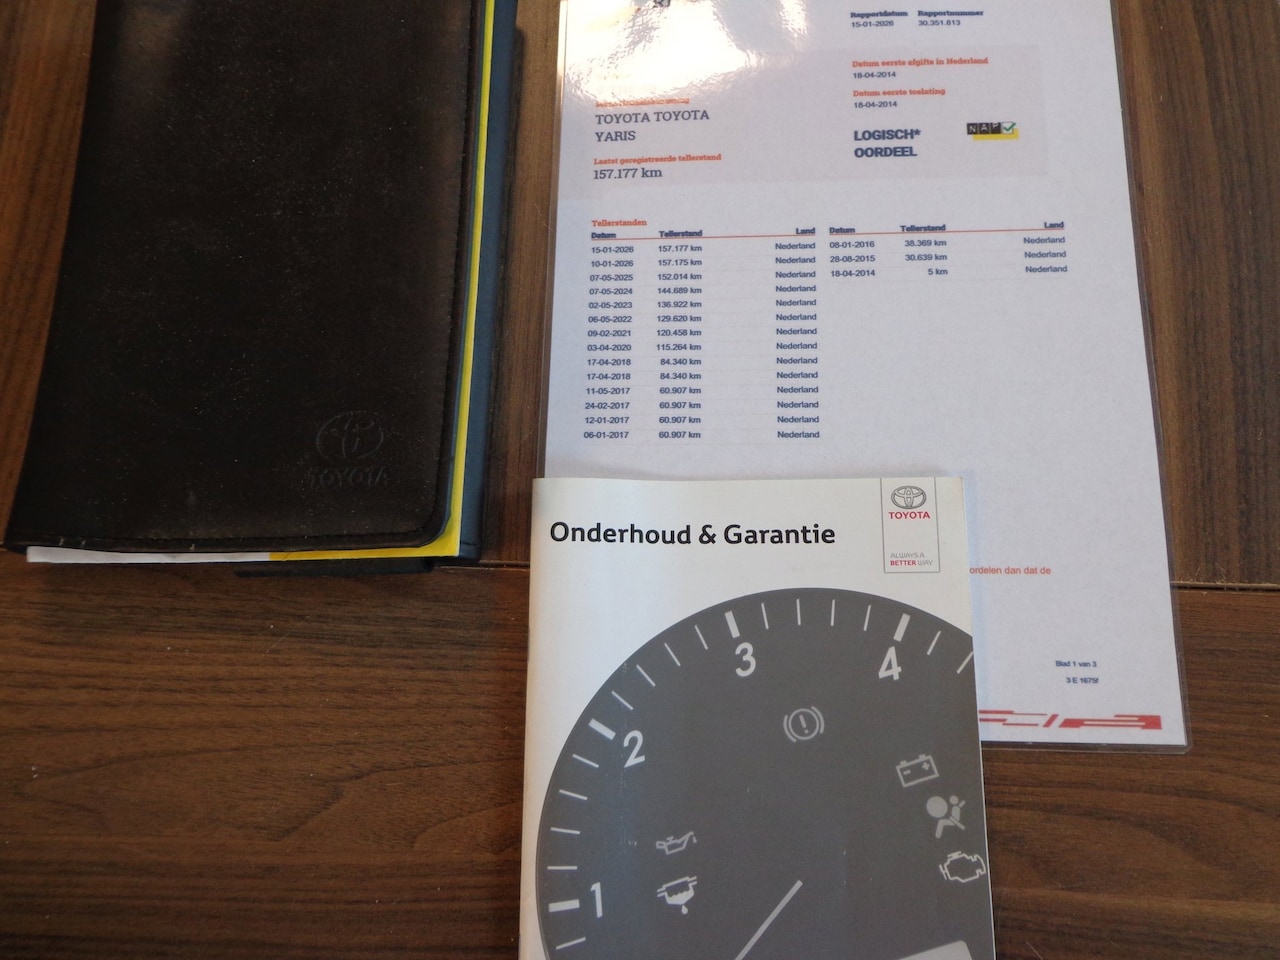 Rapportdatum Rapportnummer
15-01-2026 30.351.813
Datum eerste afgifte in Nederland
18-04-2014
Datum eerste toelating
18-04-2014
TOYOTA TOYOTA
YARIS
LOGISCH*
OORDEEL
NAP
Laatst geregistreerde tellerstand
157.177 km
Tellerstanden
Datum Tellerstand Land Datum Tellerstand Land
15-01-2026 157.177 km Nederland 08-01-2016 38.369 km Nederland
10-01-2026 157.175 km Nederland 28-08-2015 30.639 km Nederland
07-05-2025 152.014 km Nederland 18-04-2014 5 km Nederland
07-05-2024 144.689 km Nederland
02-05-2023 136.922 km Nederland
06-05-2022 129.620 km Nederland
09-02-2021 120.458 km Nederland
03-04-2020 115.264 km Nederland
17-04-2018 84.340 km Nederland
17-04-2018 84.340 km Nederland
11-05-2017 60.907 km Nederland
24-02-2017 60.907 km Nederland
12-01-2017 60.907 km Nederland
06-01-2017 60.907 km Nederland
TOYOTA
Onderhoud & Garantie
TOYOTA
ALWAYS A
BETTER WAY
dan dat de
Blad 1 van 3
3 E 1675f
3
4
2
1